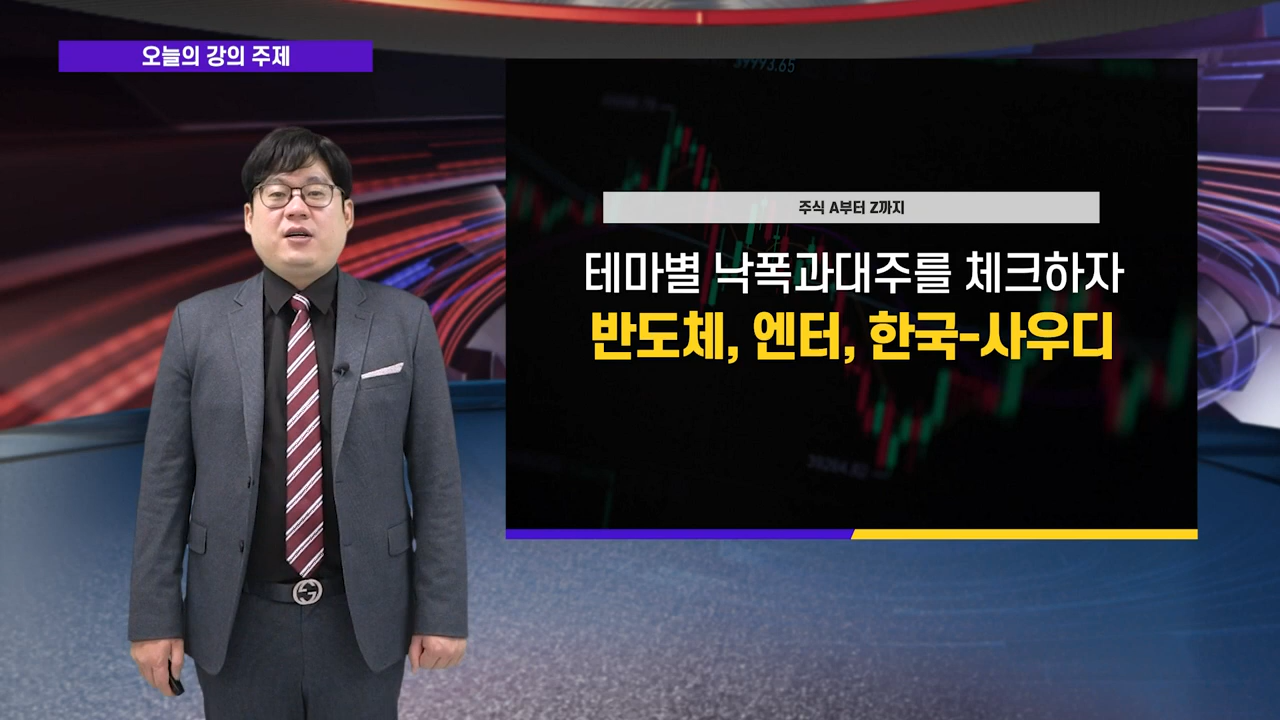 오늘의 강의 주제
39993.65
주식 A부터 Z까지
테마별 낙폭과대주를 체크하자
반도체, 엔터, 한국-사우디